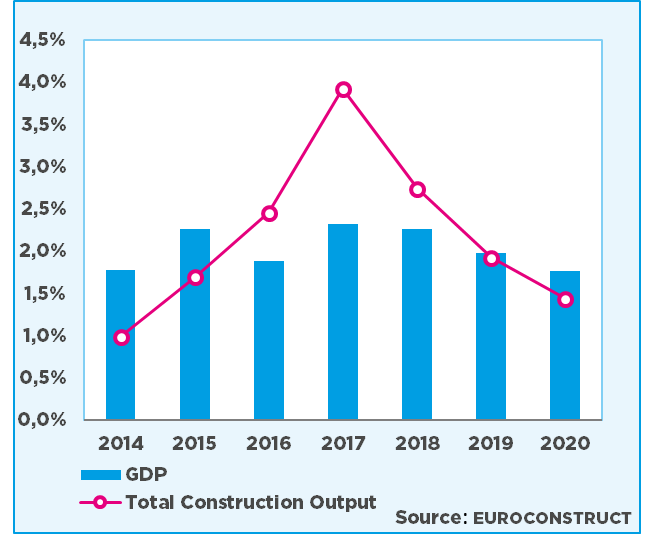 4,5%
4,0%
3,5%
3,0%
2,5%
2,0%
1,5%
1,0%
0,5%
0,0%
2014 2015 2016 2017 2018 2019 2020
GDP
Total Construction Output
Source: EUROCONSTRUCT